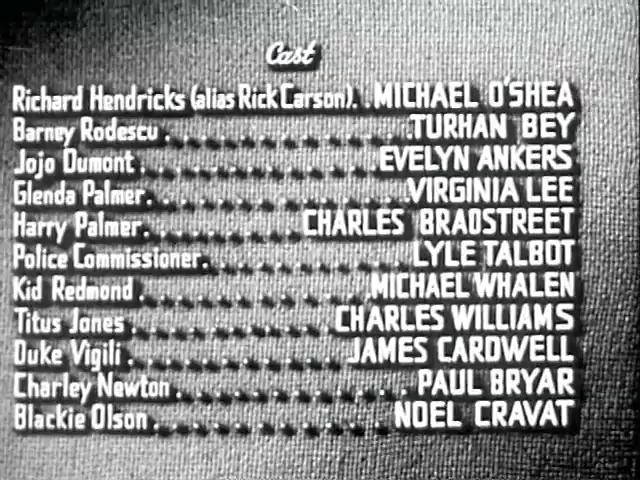 Cast
Richard Hendricks (alias Rick Carson). .MICHAEL O'SHEA
Barney Rodescu . . . . . . . . . . . .TURHAN BEY
Jojo Dumont . . . . . . . . . . . .EVELYN ANKERS
Glenda Palmer. . . . . . . . . . . . .VIRGINIA LEE
Harry Palmer. . . . . . . . CHARLES BRADSTREET
Police Commissioner. . . . . . . . . . LYLE TALBOT
Kid Redmond . . . . . . . . . . . .MICHAEL WHALEN
Titus Jones . . . . . . . . . . CHARLES WILLIAMS
Duke Vigili . . . . . . . . . . . JAMES CARDWELL
Charley Newton . . . . . . . . . . . PAUL BRYAR
Blackie Olson . . . . . . . . . . . NOEL CRAVAT